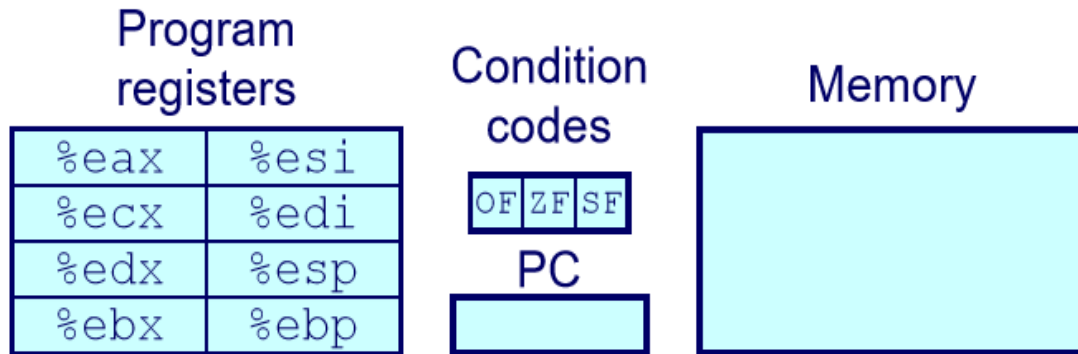 Program
registers
%eax %esi
%ecx %edi
%edx %esp
%ebx %ebp
Condition
codes
OF ZF SF
PC
Memory